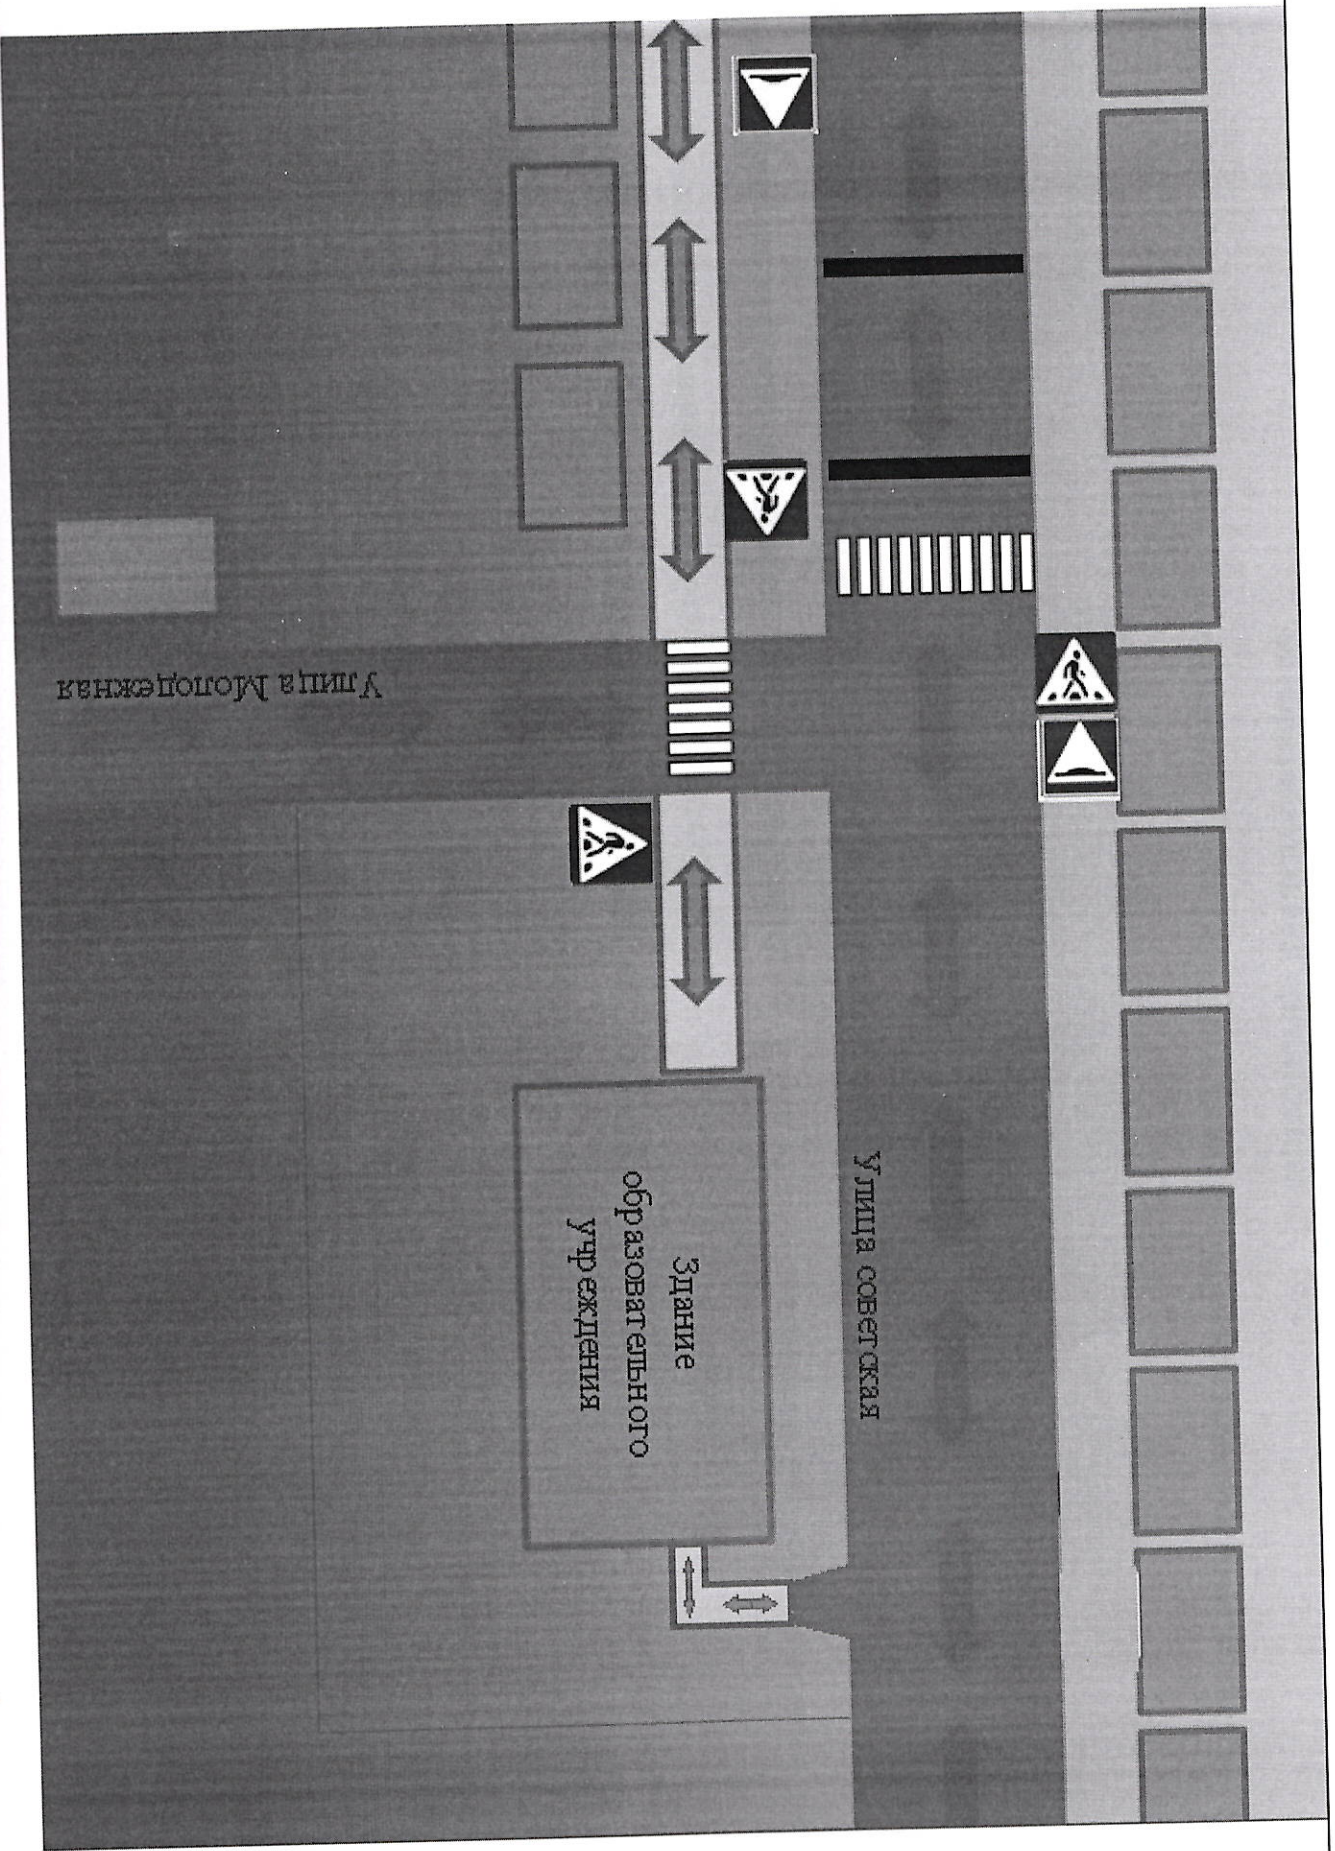 Улица Молодежная
Улица советская
Здание
образовательного
учреждения